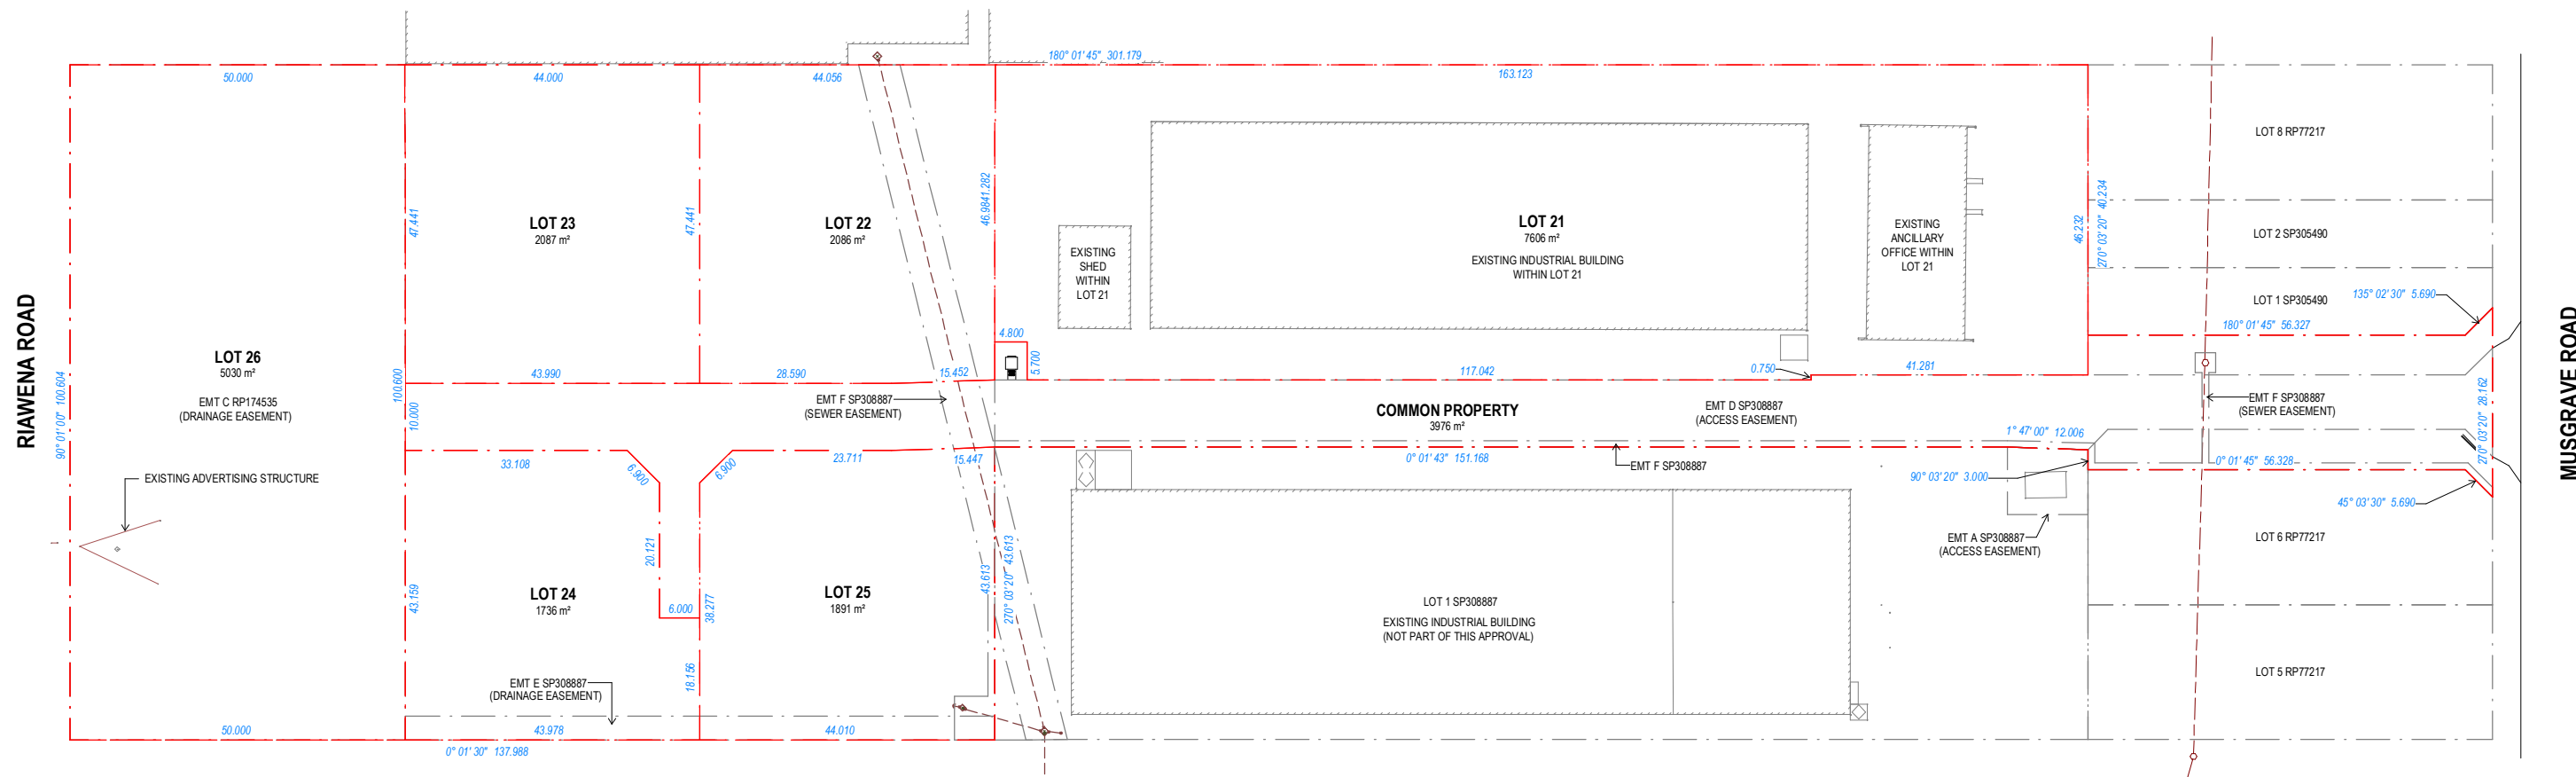 180° 01' 45"  301.179
50.000
44.000
44.056
163.123
LOT 8 RP77217
47.441
LOT 23
2087 m²
47.441
LOT 22
2086 m²
46.984
1.282
LOT 21
7606 m²
EXISTING INDUSTRIAL BUILDING
WITHIN LOT 21
EXISTING
SHED
WITHIN
LOT 21
EXISTING
ANCILLARY
OFFICE WITHIN
LOT 21
46.232
270° 03' 20"  40.234
LOT 2 SP305490
LOT 1 SP305490
135° 02' 30"  5.690
180° 01' 45"  56.327
RIAWENA ROAD
MUSGRAVE ROAD
90° 01' 00"  100.604
LOT 26
5030 m²
EMT C RP174535
(DRAINAGE EASEMENT)
10.600
10.000
43.990
28.590
15.452
4.800
5.700
117.042
0.750
41.281
EMT F SP308887
(SEWER EASEMENT)
COMMON PROPERTY
3976 m²
EMT D SP308887
(ACCESS EASEMENT)
EMT F SP308887
(SEWER EASEMENT)
270° 03' 20"  28.162
1° 47' 00"  12.006
33.108
6.900
6.900
23.711
15.447
0° 01' 43"  151.168
EMT F SP308887
90° 03' 20"  3.000
0° 01' 45"  56.328
45° 03' 30"  5.690
EXISTING ADVERTISING STRUCTURE
20.121
43.159
LOT 24
1736 m²
6.000
38.277
LOT 25
1891 m²
43.613
270° 03' 20"  43.613
LOT 1 SP308887
EXISTING INDUSTRIAL BUILDING
(NOT PART OF THIS APPROVAL)
EMT A SP308887
(ACCESS EASEMENT)
LOT 6 RP77217
LOT 5 RP77217
EMT E SP308887
(DRAINAGE EASEMENT)
18.156
50.000
43.978
44.010
0° 01' 30"  137.988